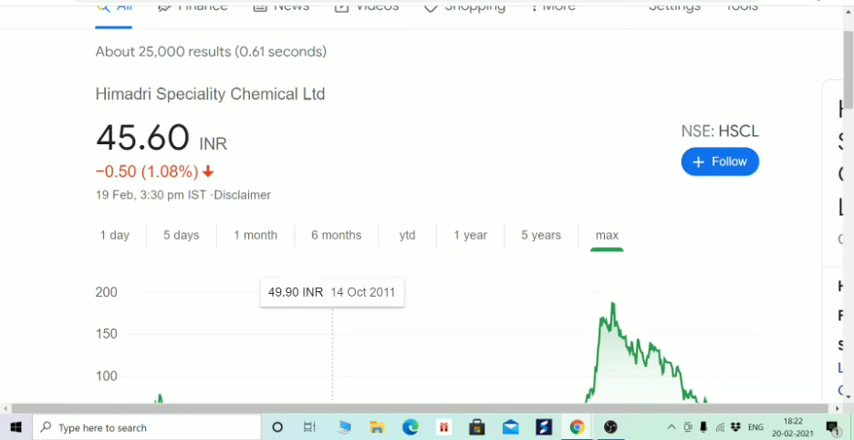 All Finance News Videos Shopping More Settings Tools
About 25,000 results (0.61 seconds)
Himadri Speciality Chemical Ltd
45.60 INR
NSE: HSCL
−0.50 (1.08%)
+ Follow
19 Feb, 3:30 pm IST · Disclaimer
1 day 5 days 1 month 6 months ytd 1 year 5 years max
200
49.90 INR 14 Oct 2011
150
100
Type here to search
ENG
18:22
20-02-2021